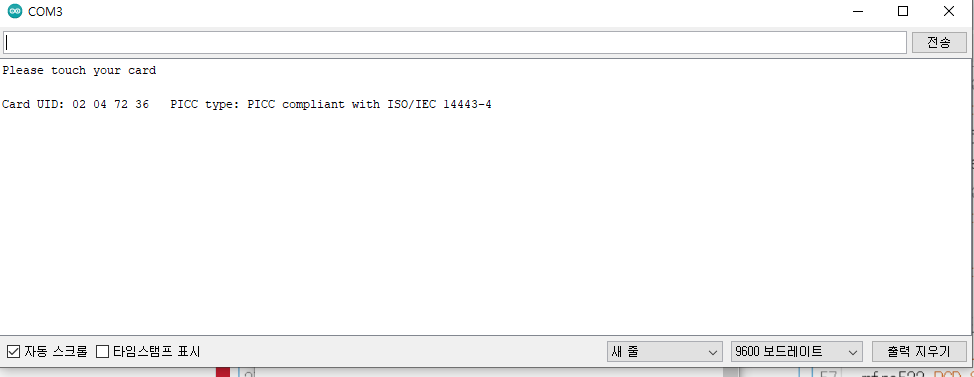 COM3
전송
Please touch your card
Card UID: 02 04 72 36   PICC type: PICC compliant with ISO/IEC 14443-4
자동 스크롤 타임스탬프 표시 새 줄 9600 보드레이트 출력 지우기